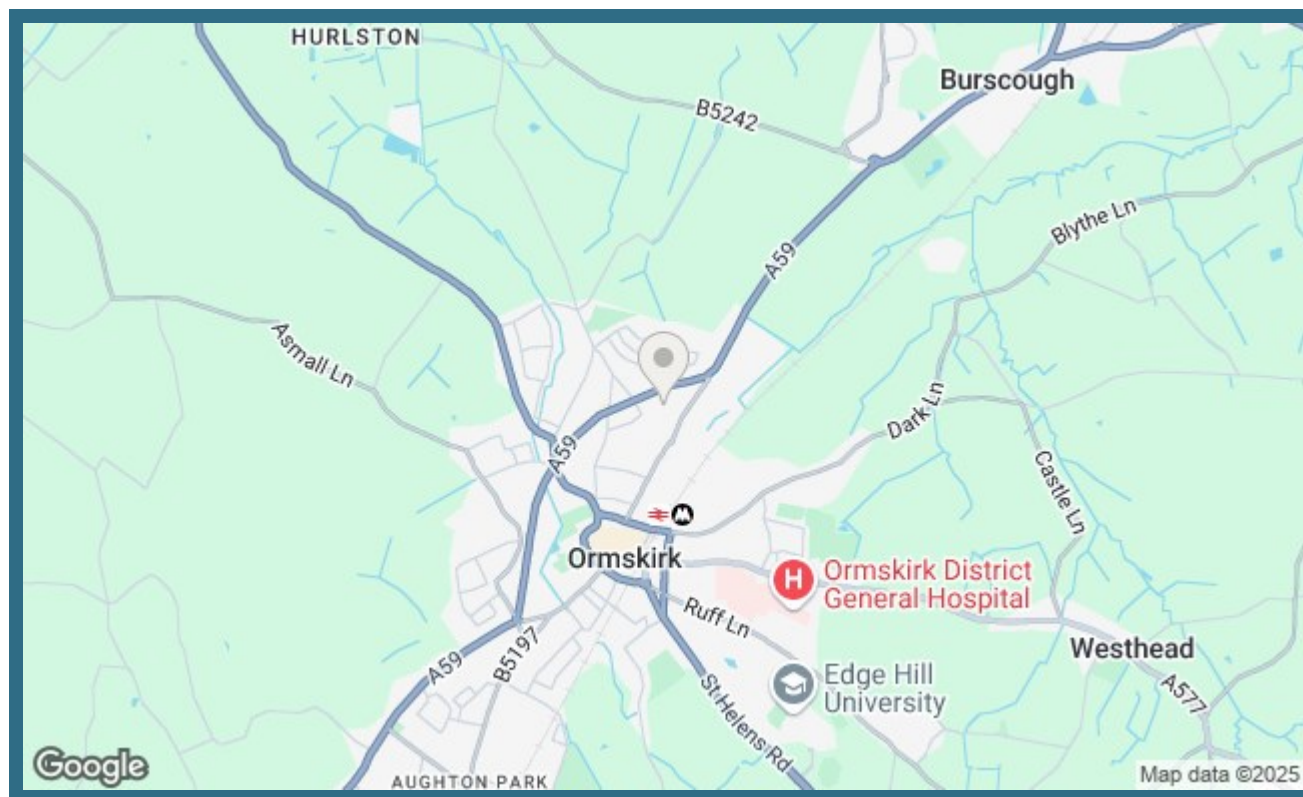 HURLSTON
Burscough
B5242
Blythe Ln
A59
Asmall Ln
Dark Ln
A59
Castle Ln
Ormskirk
H
Ormskirk District
General Hospital
Ruff Ln
Westhead
B5197
A59
Edge Hill
University
St Helens Rd
A577
Google
AUGHTON PARK
Map data ©2025